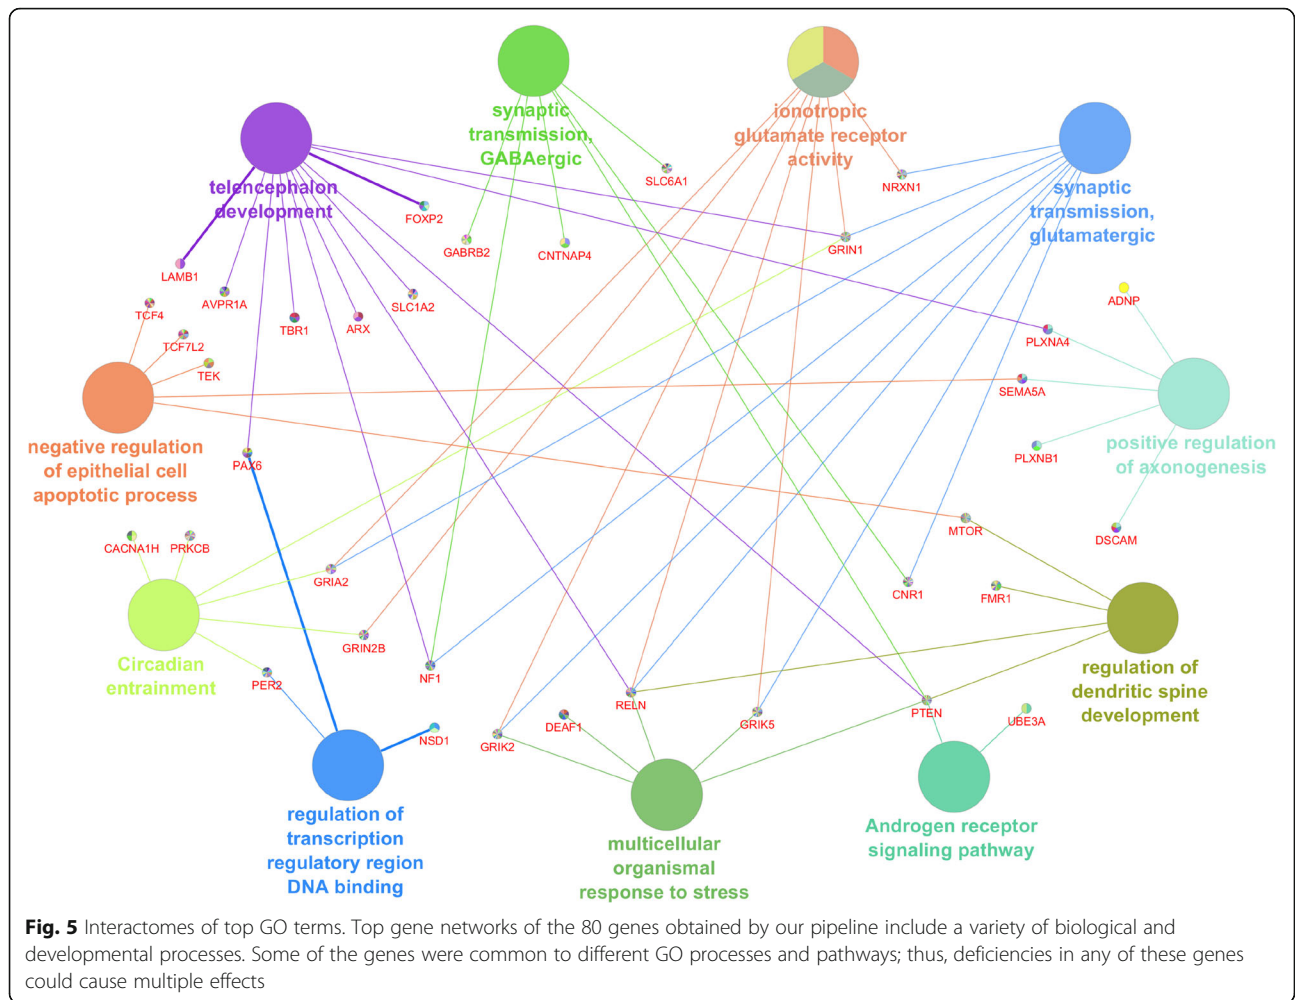 synaptic
transmission,
GABAergic
ionotropic
glutamate receptor
activity
telencephalon
development
synaptic
transmission,
glutamatergic
SLC6A1
NRXN1
FOXP2
GABRB2
CNTNAP4
GRIN1
LAMB1
AVPR1A
SLC1A2
ADNP
TCF4
TBR1
ARX
PLXNA4
TCF7L2
TEK
SEMA5A
negative regulation
of epithelial cell
apoptotic process
PAX6
PLXNB1
positive regulation
of axonogenesis
MTOR
DSCAM
CACNA1H
PRKCB
GRIA2
CNR1
FMR1
GRIN2B
Circadian
entrainment
PER2
NF1
RELN
PTEN
UBE3A
regulation of
dendritic spine
development
DEAF1
GRIK5
GRIK2
NSD1
regulation of
transcription
regulatory region
DNA binding
multicellular
organismal
response to stress
Androgen receptor
signaling pathway
Fig. 5 Interactomes of top GO terms. Top gene networks of the 80 genes obtained by our pipeline include a variety of biological and
developmental processes. Some of the genes were common to different GO processes and pathways; thus, deficiencies in any of these genes
could cause multiple effects